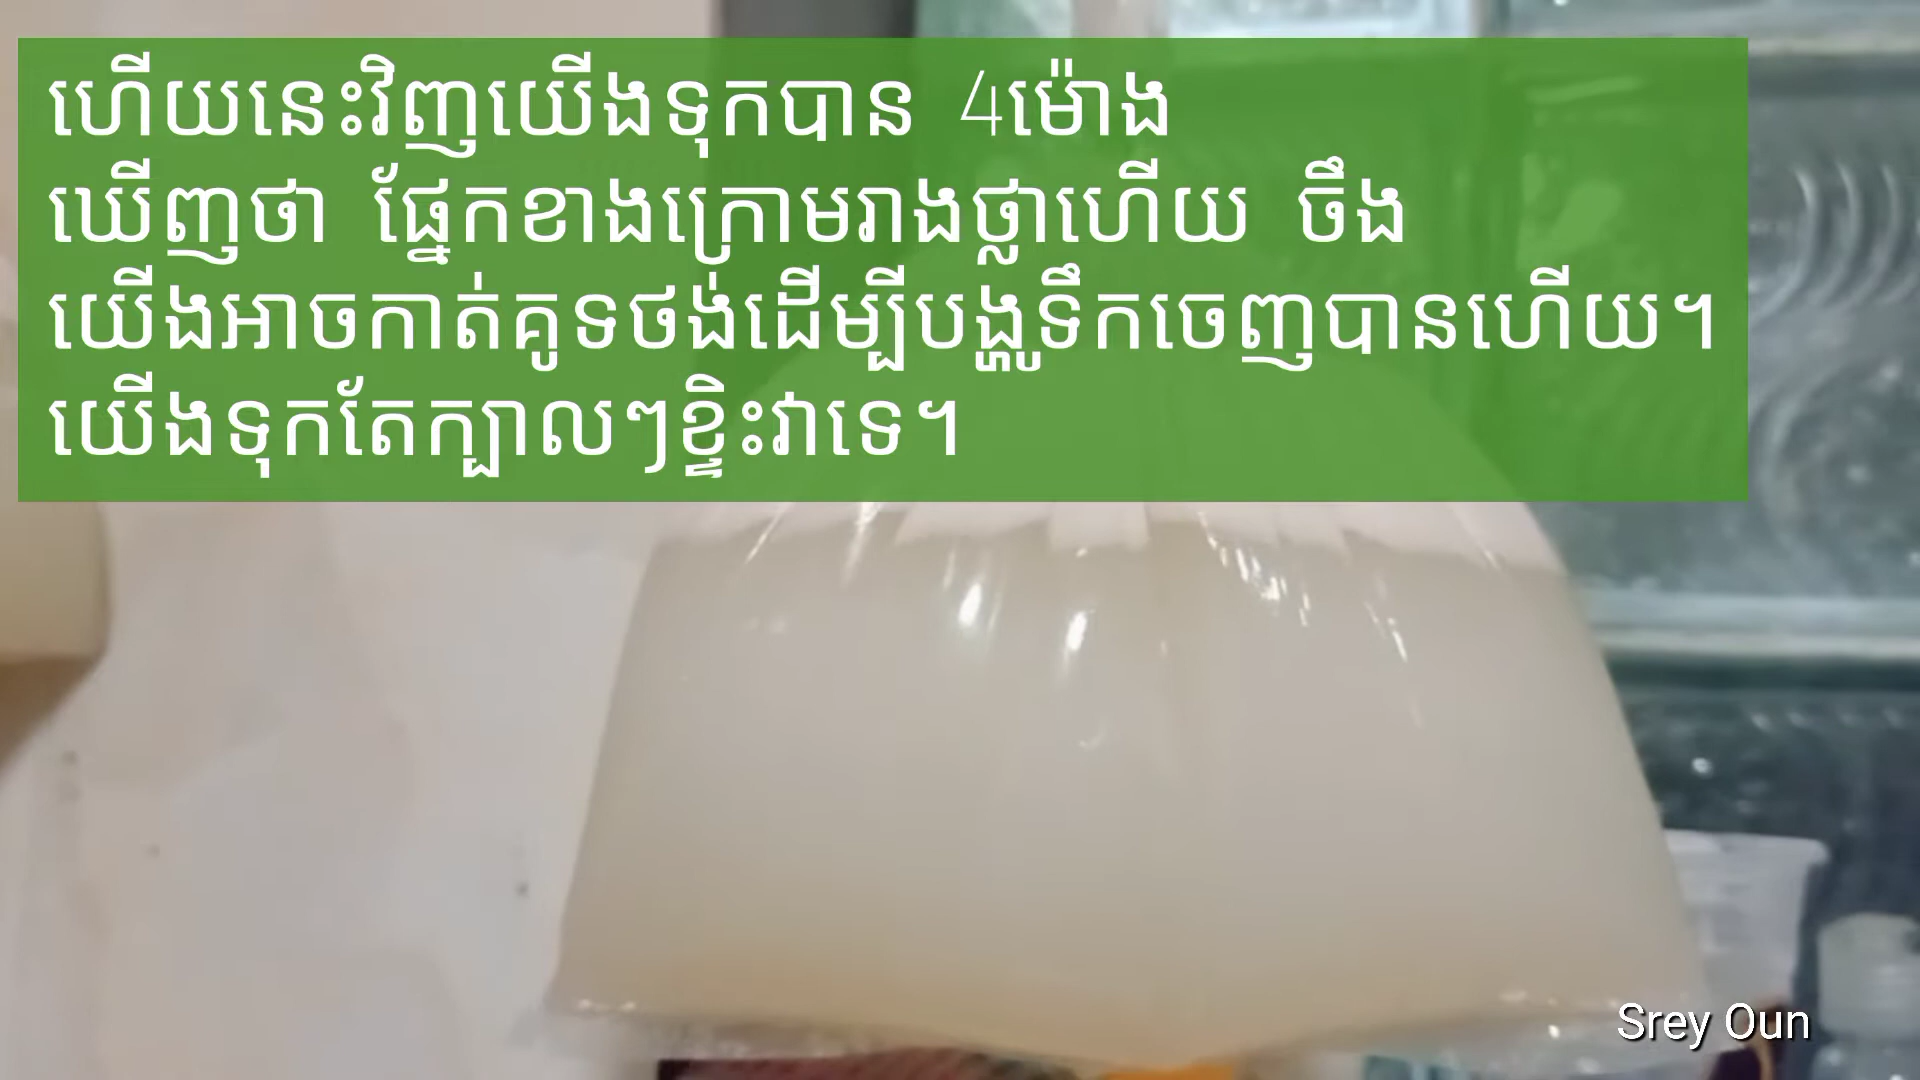 ហើយនេះវិញយើងទុកបាន 4ម៉ោង
ឃើញថា ផ្នែកខាងក្រោមរាងថ្លាហើយ ចឹង
យើងអាចកាត់គូទថង់ដើម្បីបង្ហូទឹកចេញបានហើយ។
យើងទុកតែក្បាលៗខ្ទិះវាទេ។
Srey Oun